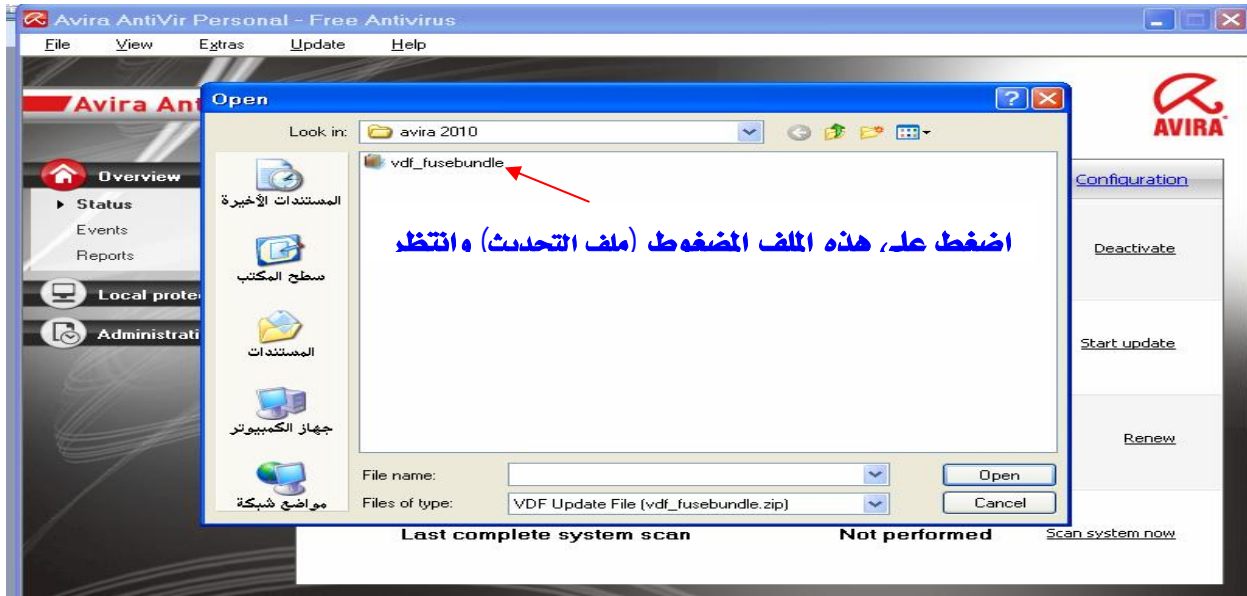 Avira AntiVir Personal - Free Antivirus
File View Extras Update Help
Avira Ant
AVIRA
Open
Look in: avira 2010
vdf_fusebundle
المستندات الأخيرة
سطح المكتب
المستندات
جهاز الكمبيوتر
مواضع شبكة
اضغط على هذه الملف المضغوط (ملف التحديث) وانتظر
File name:
Open
Files of type: VDF Update File (vdf_fusebundle.zip)
Cancel
Overview
Status
Events
Reports
Local prote
Administrati
Configuration
Deactivate
Start update
Renew
Last complete system scan Not performed Scan system now